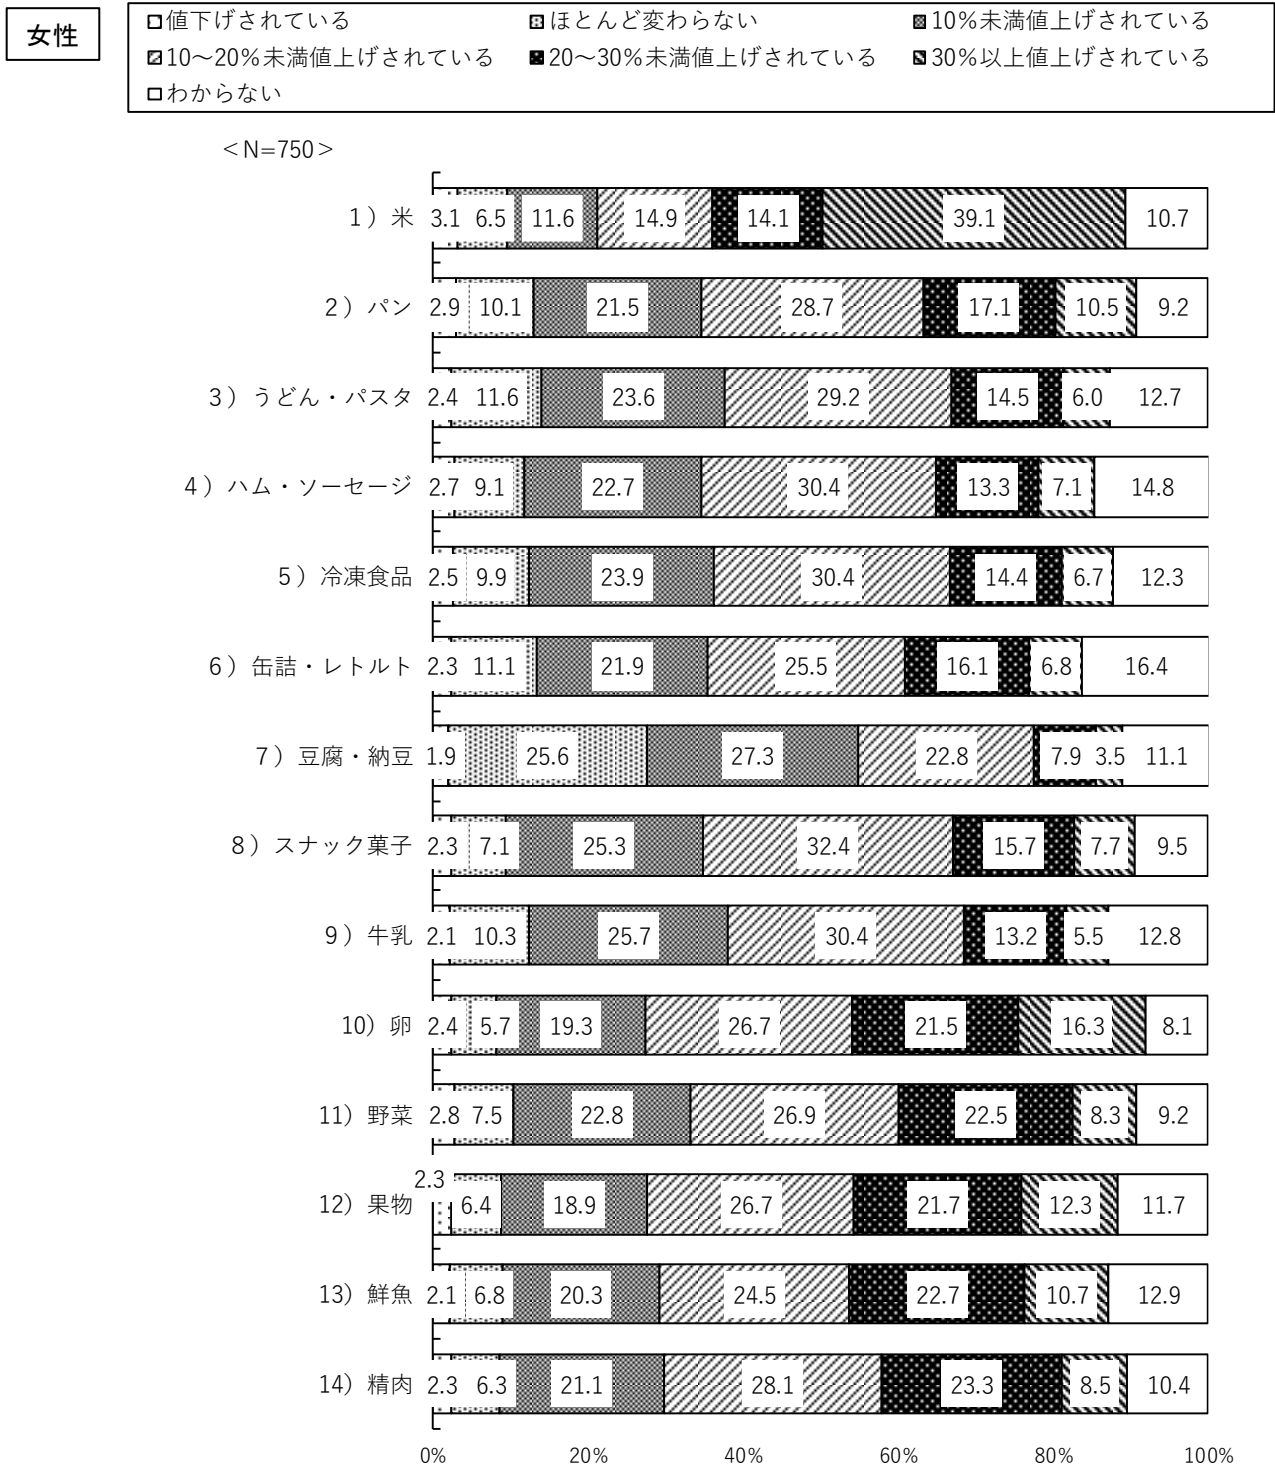 女性
値下げされている ほとんど変わらない 10％未満値上げされている
10～20％未満値上げされている 20～30％未満値上げされている 30％以上値上げされている
わからない
＜N=750＞
1）米 3.1 6.5 11.6 14.9 14.1 39.1 10.7
2）パン 2.9 10.1 21.5 28.7 17.1 10.5 9.2
3）うどん・パスタ 2.4 11.6 23.6 29.2 14.5 6.0 12.7
4）ハム・ソーセージ 2.7 9.1 22.7 30.4 13.3 7.1 14.8
5）冷凍食品 2.5 9.9 23.9 30.4 14.4 6.7 12.3
6）缶詰・レトルト 2.3 11.1 21.9 25.5 16.1 6.8 16.4
7）豆腐・納豆 1.9 25.6 27.3 22.8 7.9 3.5 11.1
8）スナック菓子 2.3 7.1 25.3 32.4 15.7 7.7 9.5
9）牛乳 2.1 10.3 25.7 30.4 13.2 5.5 12.8
10）卵 2.4 5.7 19.3 26.7 21.5 16.3 8.1
11）野菜 2.8 7.5 22.8 26.9 22.5 8.3 9.2
12）果物 2.3 6.4 18.9 26.7 21.7 12.3 11.7
13）鮮魚 2.1 6.8 20.3 24.5 22.7 10.7 12.9
14）精肉 2.3 6.3 21.1 28.1 23.3 8.5 10.4
0% 20% 40% 60% 80% 100%